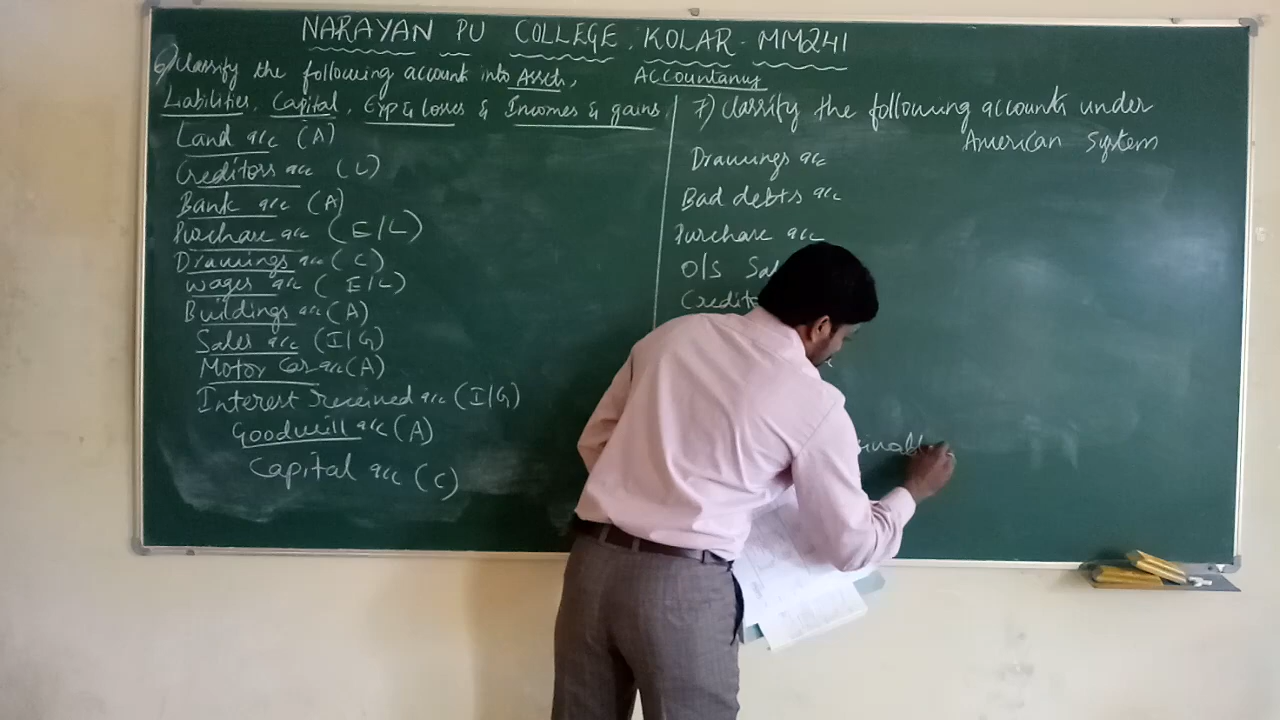 NARAYAN PU COLLEGE, KOLAR - MM241
Accountancy
6) Classify the following account into Assets,
Liabilities, Capital, Exp & losses & Incomes & gains
Land a/c (A)
Creditors a/c (L)
Bank a/c (A)
Purchase a/c (E/L)
Drawings a/c (C)
wages a/c (E/L)
Buildings a/c (A)
Sales a/c (I/G)
Motor Car a/c (A)
Interest received a/c (I/G)
Goodwill a/c (A)
Capital a/c (C)
7) Classify the following accounts under
American System
Drawings a/c
Bad debts a/c
Purchase a/c
O/S